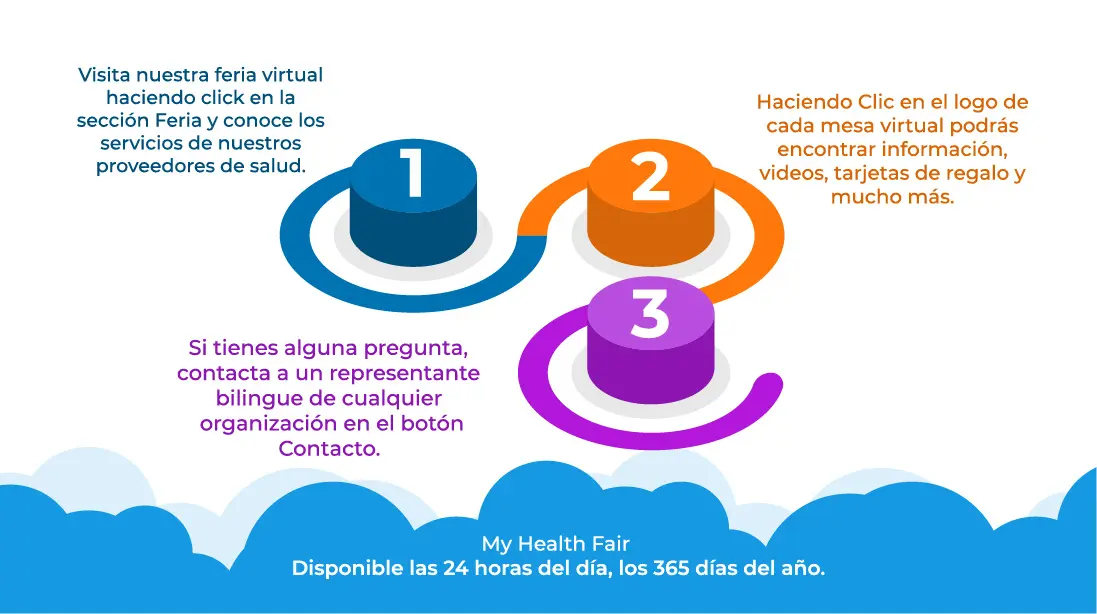 Visita nuestra feria virtual
haciendo click en la
sección Feria y conoce los
servicios de nuestros
proveedores de salud.
1
2
Haciendo Clic en el logo de
cada mesa virtual podrás
encontrar información,
videos, tarjetas de regalo y
mucho más.
3
Si tienes alguna pregunta,
contacta a un representante
bilingue de cualquier
organización en el botón
Contacto.
My Health Fair
Disponible las 24 horas del día, los 365 días del año.